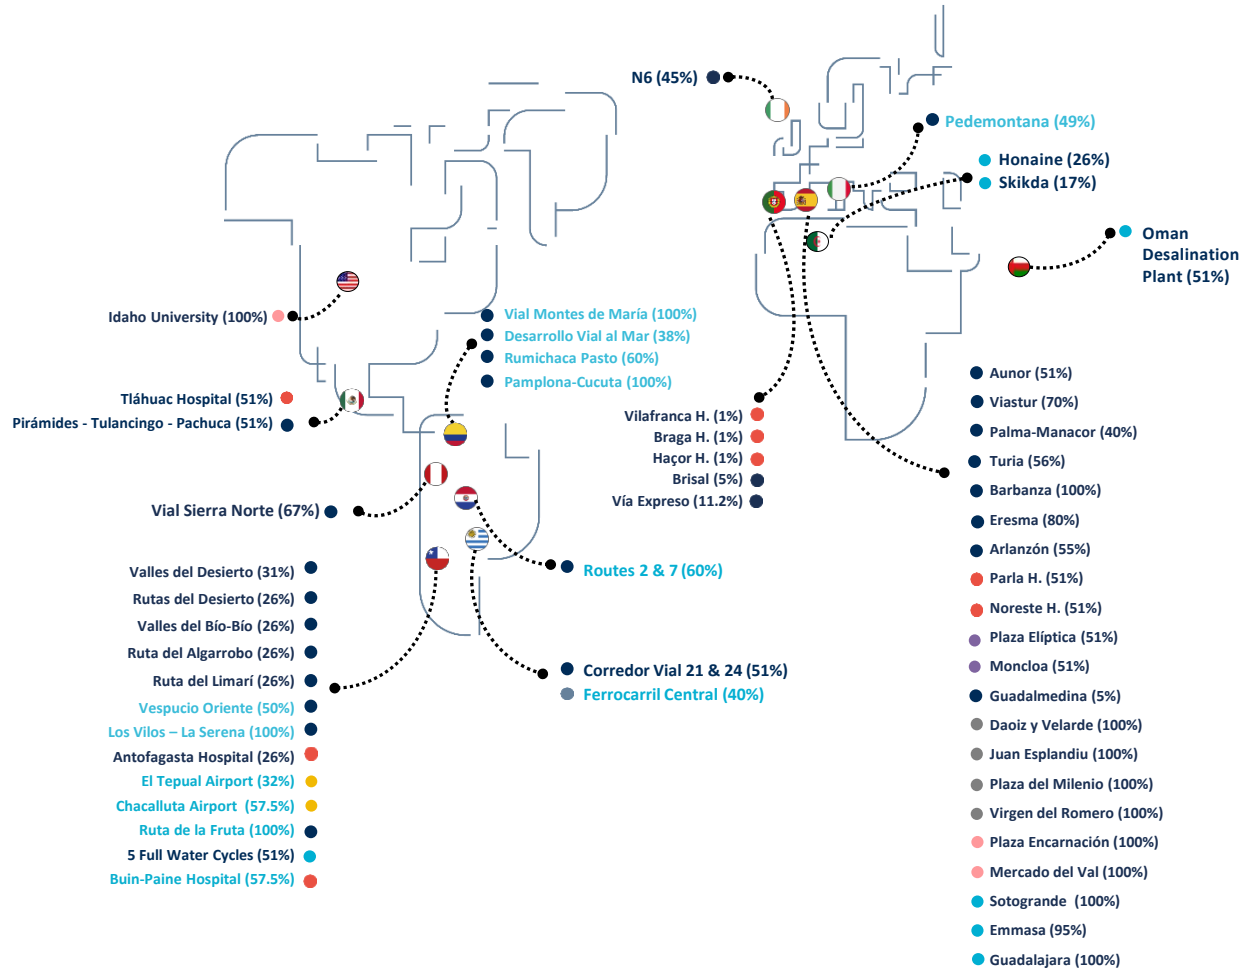 N6 (45%)
Pedemontana (49%)
Honaine (26%)
Skikda (17%)
Oman
Desalination
Plant (51%)
Idaho University (100%)
Vial Montes de María (100%)
Desarrollo Vial al Mar (38%)
Rumichaca Pasto (60%)
Pamplona-Cucuta (100%)
Tláhuac Hospital (51%)
Pirámides - Tulancingo - Pachuca (51%)
Vilafranca H. (1%)
Braga H. (1%)
Haçor H. (1%)
Brisal (5%)
Vía Expreso (11.2%)
Vial Sierra Norte (67%)
Routes 2 & 7 (60%)
Corredor Vial 21 & 24 (51%)
Ferrocarril Central (40%)
Valles del Desierto (31%)
Rutas del Desierto (26%)
Valles del Bío-Bío (26%)
Ruta del Algarrobo (26%)
Ruta del Limarí (26%)
Vespucio Oriente (50%)
Los Vilos – La Serena (100%)
Antofagasta Hospital (26%)
El Tepual Airport (32%)
Chacalluta Airport (57.5%)
Ruta de la Fruta (100%)
5 Full Water Cycles (51%)
Buin-Paine Hospital (57.5%)
Aunor (51%)
Viastur (70%)
Palma-Manacor (40%)
Turia (56%)
Barbanza (100%)
Eresma (80%)
Arlanzón (55%)
Parla H. (51%)
Noreste H. (51%)
Plaza Elíptica (51%)
Moncloa (51%)
Guadalmedina (5%)
Daoiz y Velarde (100%)
Juan Esplandiu (100%)
Plaza del Milenio (100%)
Virgen del Romero (100%)
Plaza Encarnación (100%)
Mercado del Val (100%)
Sotogrande (100%)
Emmasa (95%)
Guadalajara (100%)